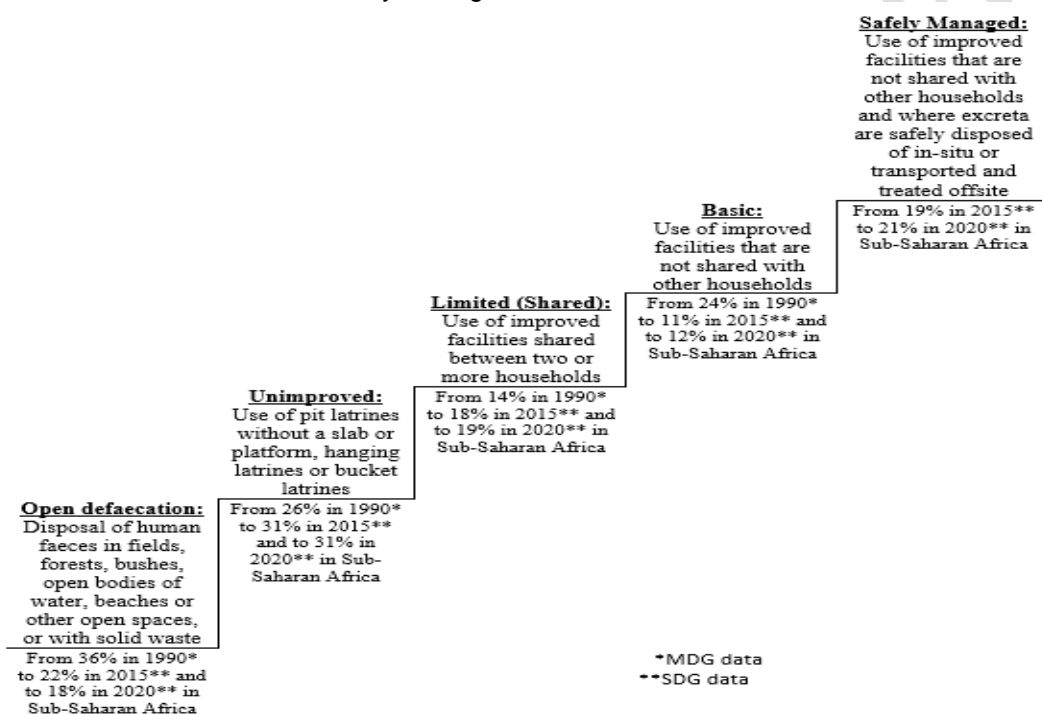 Open defaecation:
Disposal of human
faeces in fields,
forests, bushes,
open bodies of
water, beaches or
other open spaces,
or with solid waste
From 36% in 1990*
to 22% in 2015** and
to 18% in 2020** in
Sub-Saharan Africa
Unimproved:
Use of pit latrines
without a slab or
platform, hanging
latrines or bucket
latrines
From 26% in 1990*
to 31% in 2015**
and to 31% in
2020** in Sub-
Saharan Africa
Limited (Shared):
Use of improved
facilities shared
between two or
more households
From 14% in 1990*
to 18% in 2015** and
to 19% in 2020** in
Sub-Saharan Africa
Basic:
Use of improved
facilities that are
not shared with
other households
From 24% in 1990*
to 11% in 2015** and
to 12% in 2020** in
Sub-Saharan Africa
Safely Managed:
Use of improved
facilities that are
not shared with
other households
and where excreta
are safely disposed
of in-situ or
transported and
treated offsite
From 19% in 2015**
to 21% in 2020** in
Sub-Saharan Africa
*MDG data
**SDG data